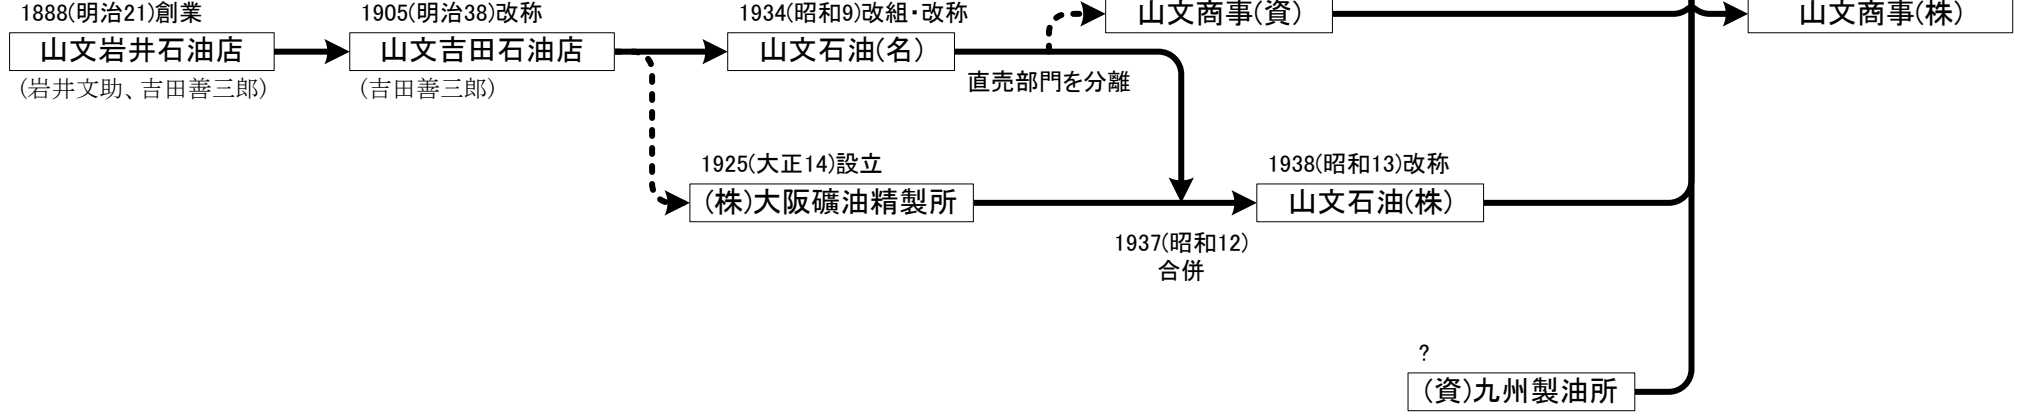 1888(明治21)創業
山文岩井石油店
(岩井文助、吉田善三郎)
1905(明治38)改称
山文吉田石油店
(吉田善三郎)
1934(昭和9)改組・改称
山文石油(名)
山文商事(資)
直売部門を分離
山文商事(株)
1925(大正14)設立
(株)大阪礦油精製所
1937(昭和12)
合併
1938(昭和13)改称
山文石油(株)
?
(資)九州製油所